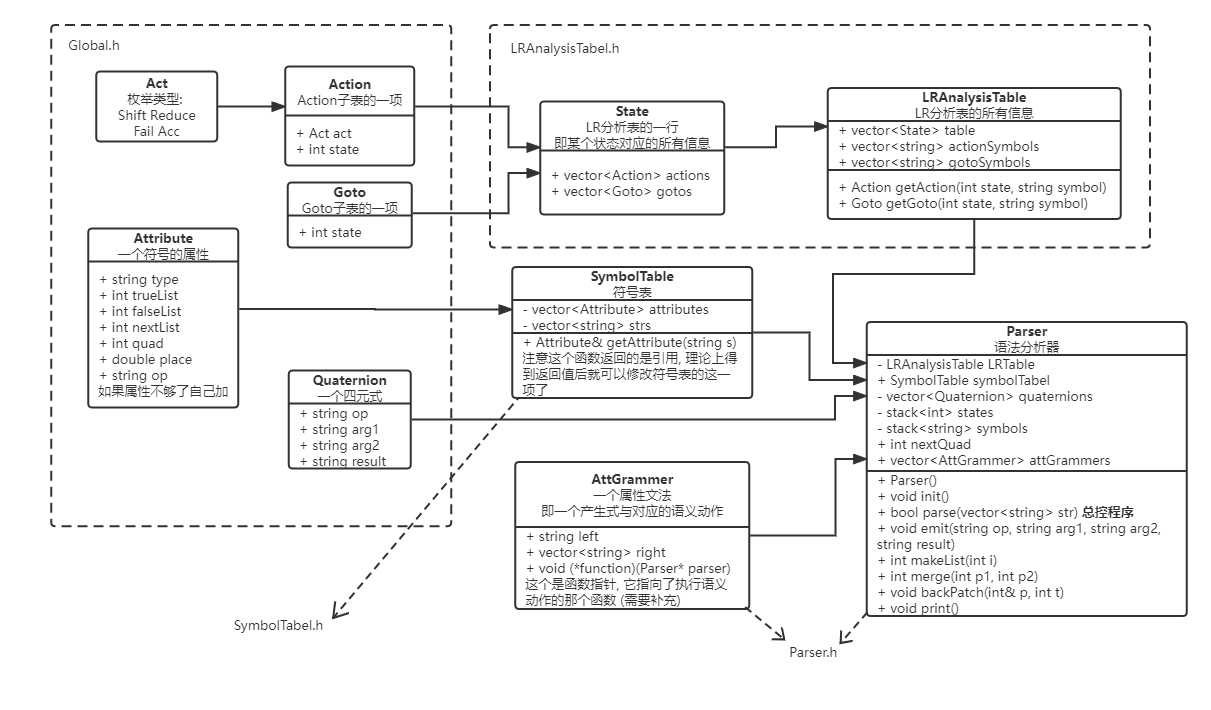 Global.h
Act
枚举类型:
Shift Reduce
Fail Acc
Action
Action子表的一项
+ Act act
+ int state
Goto
Goto子表的一项
+ int state
Attribute
一个符号的属性
+ string type
+ int trueList
+ int falseList
+ int nextList
+ int quad
+ double place
+ string op
如果属性不够了自己加
Quaternion
一个四元式
+ string op
+ string arg1
+ string arg2
+ string result
LRAnalysisTabel.h
State
LR分析表的一行
即某个状态对应的所有信息
+ vector<Action> actions
+ vector<Goto> gotos
LRAnalysisTable
LR分析表的所有信息
+ vector<State> table
+ vector<string> actionSymbols
+ vector<string> gotoSymbols
+ Action getAction(int state, string symbol)
+ Goto getGoto(int state, string symbol)
SymbolTable
符号表
- vector<Attribute> attributes
- vector<string> strs
+ Attribute& getAttribute(string s)
注意这个函数返回的是引用, 理论上得
到返回值后就可以修改符号表的这一
项了
AttGrammer
一个属性文法
即一个产生式与对应的语义动作
+ string left
+ vector<string> right
+ void (*function)(Parser* parser)
这个是函数指针, 它指向了执行语义
动作的那个函数 (需要补充)
Parser
语法分析器
- LRAnalysisTable LRTable
+ SymbolTable symbolTabel
- vector<Quaternion> quaternions
- stack<int> states
- stack<string> symbols
+ int nextQuad
+ vector<AttGrammer> attGrammers
+ Parser()
+ void init()
+ bool parse(vector<string> str) 总控程序
+ void emit(string op, string arg1, string arg2,
string result)
+ int makeList(int i)
+ int merge(int p1, int p2)
+ void backPatch(int& p, int t)
+ void print()
SymbolTabel.h
Parser.h